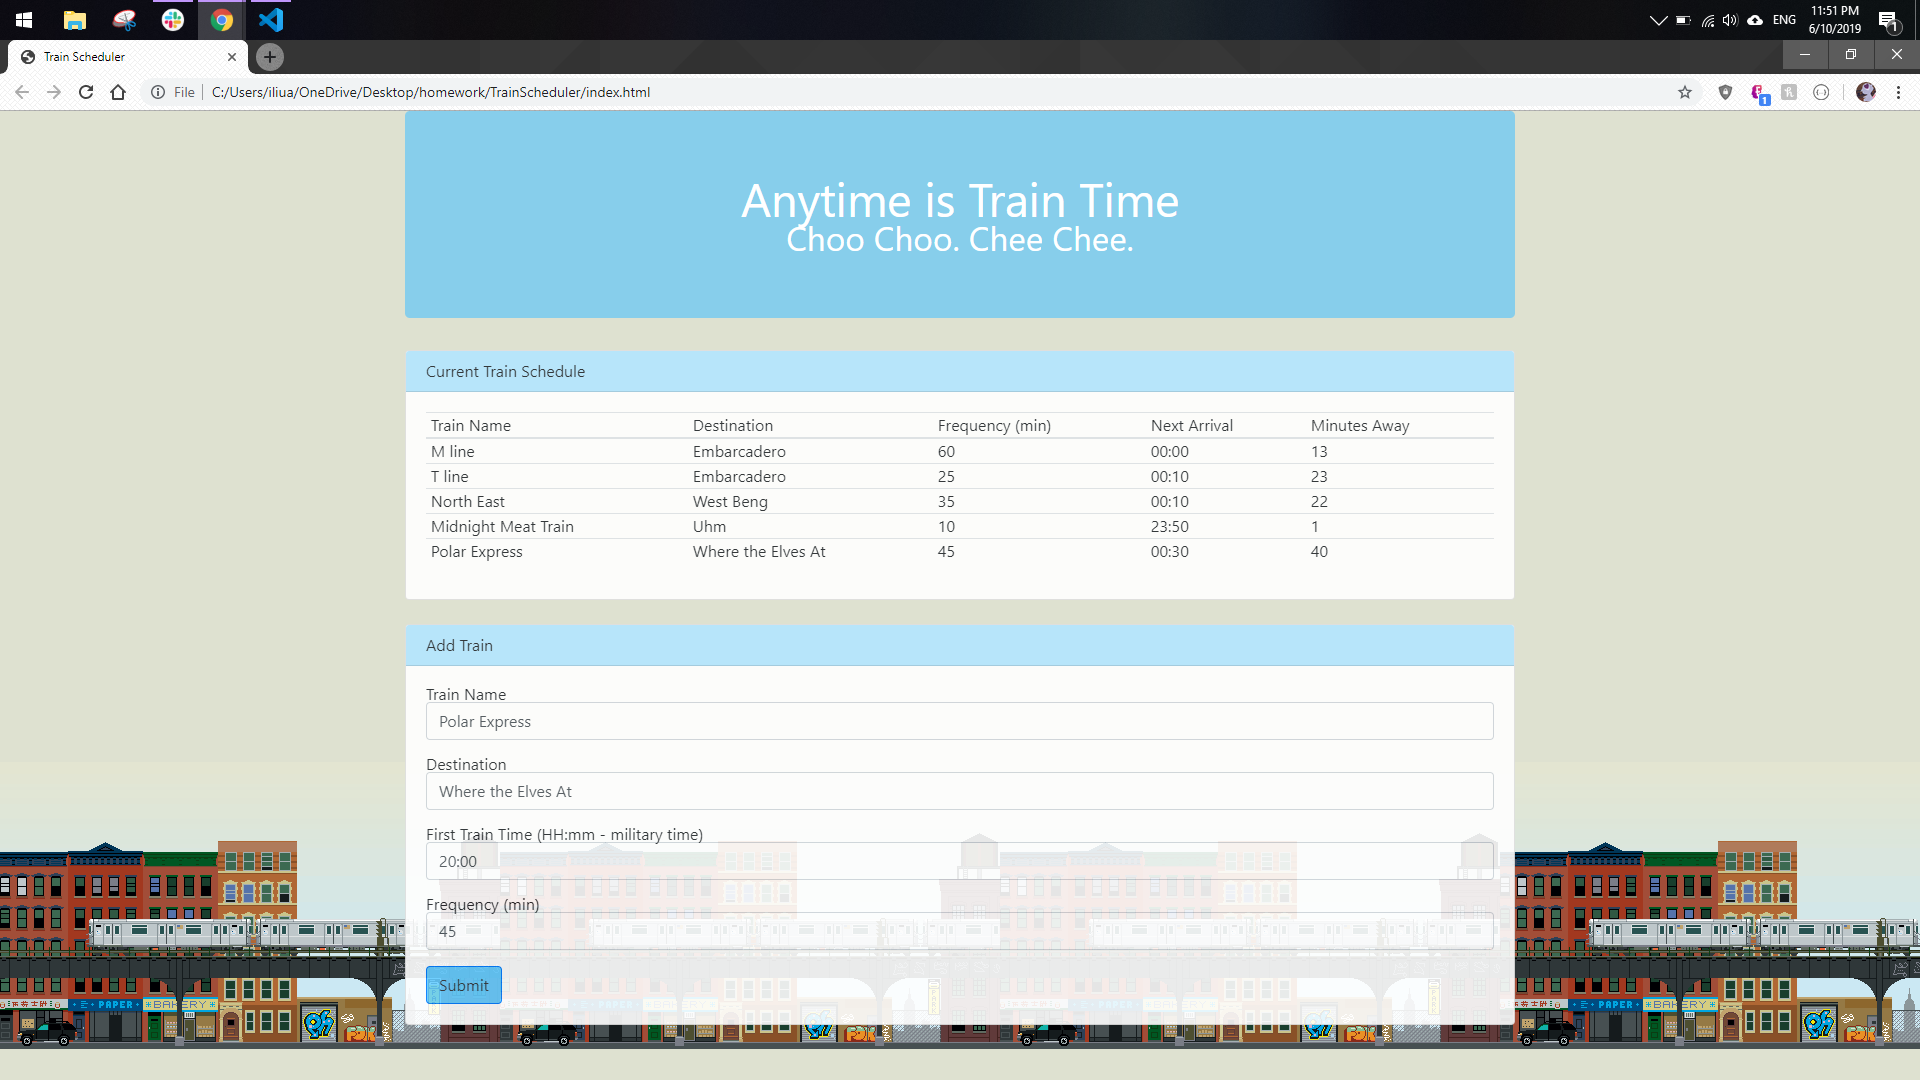 ENG
11:51 PM
6/10/2019
1
Train Scheduler
File
C:/Users/iliua/OneDrive/Desktop/homework/TrainScheduler/index.html
1
Anytime is Train Time
Choo Choo. Chee Chee.
Current Train Schedule
Train Name Destination Frequency (min) Next Arrival Minutes Away
M line Embarcadero 60 00:00 13
T line Embarcadero 25 00:10 23
North East West Beng 35 00:10 22
Midnight Meat Train Uhm 10 23:50 1
Polar Express Where the Elves At 45 00:30 40
Add Train
Train Name
Polar Express
Destination
Where the Elves At
First Train Time (HH:mm - military time)
20:00
Frequency (min)
45
Submit
PAPER BAKERY
PAPER BAKERY